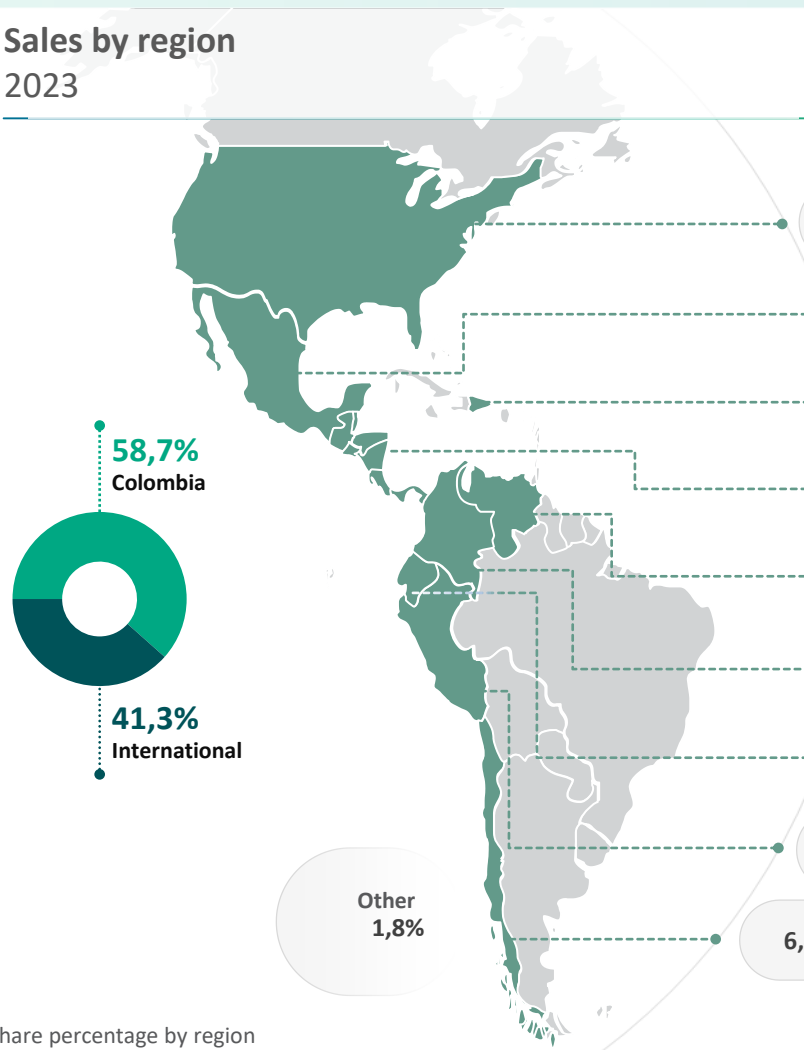 Sales by region
2023
58,7%
Colombia
41,3%
International
Other
1,8%
6,
hare percentage by region